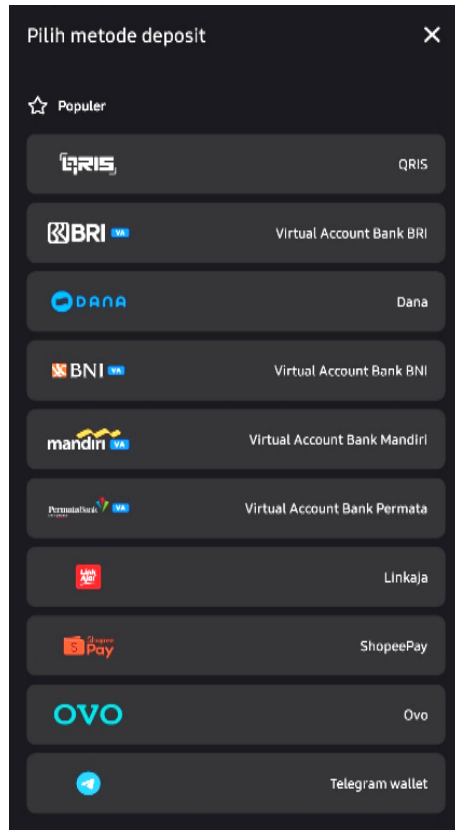 Pilih metode deposit
Populer
QRIS QRIS
BRI VA Virtual Account Bank BRI
DANA Dana
BNI VA Virtual Account Bank BNI
mandiri VA Virtual Account Bank Mandiri
PermataBank VA Virtual Account Bank Permata
Link Aja! Linkaja
S Shopee Pay ShopeePay
OVO Ovo
Telegram wallet